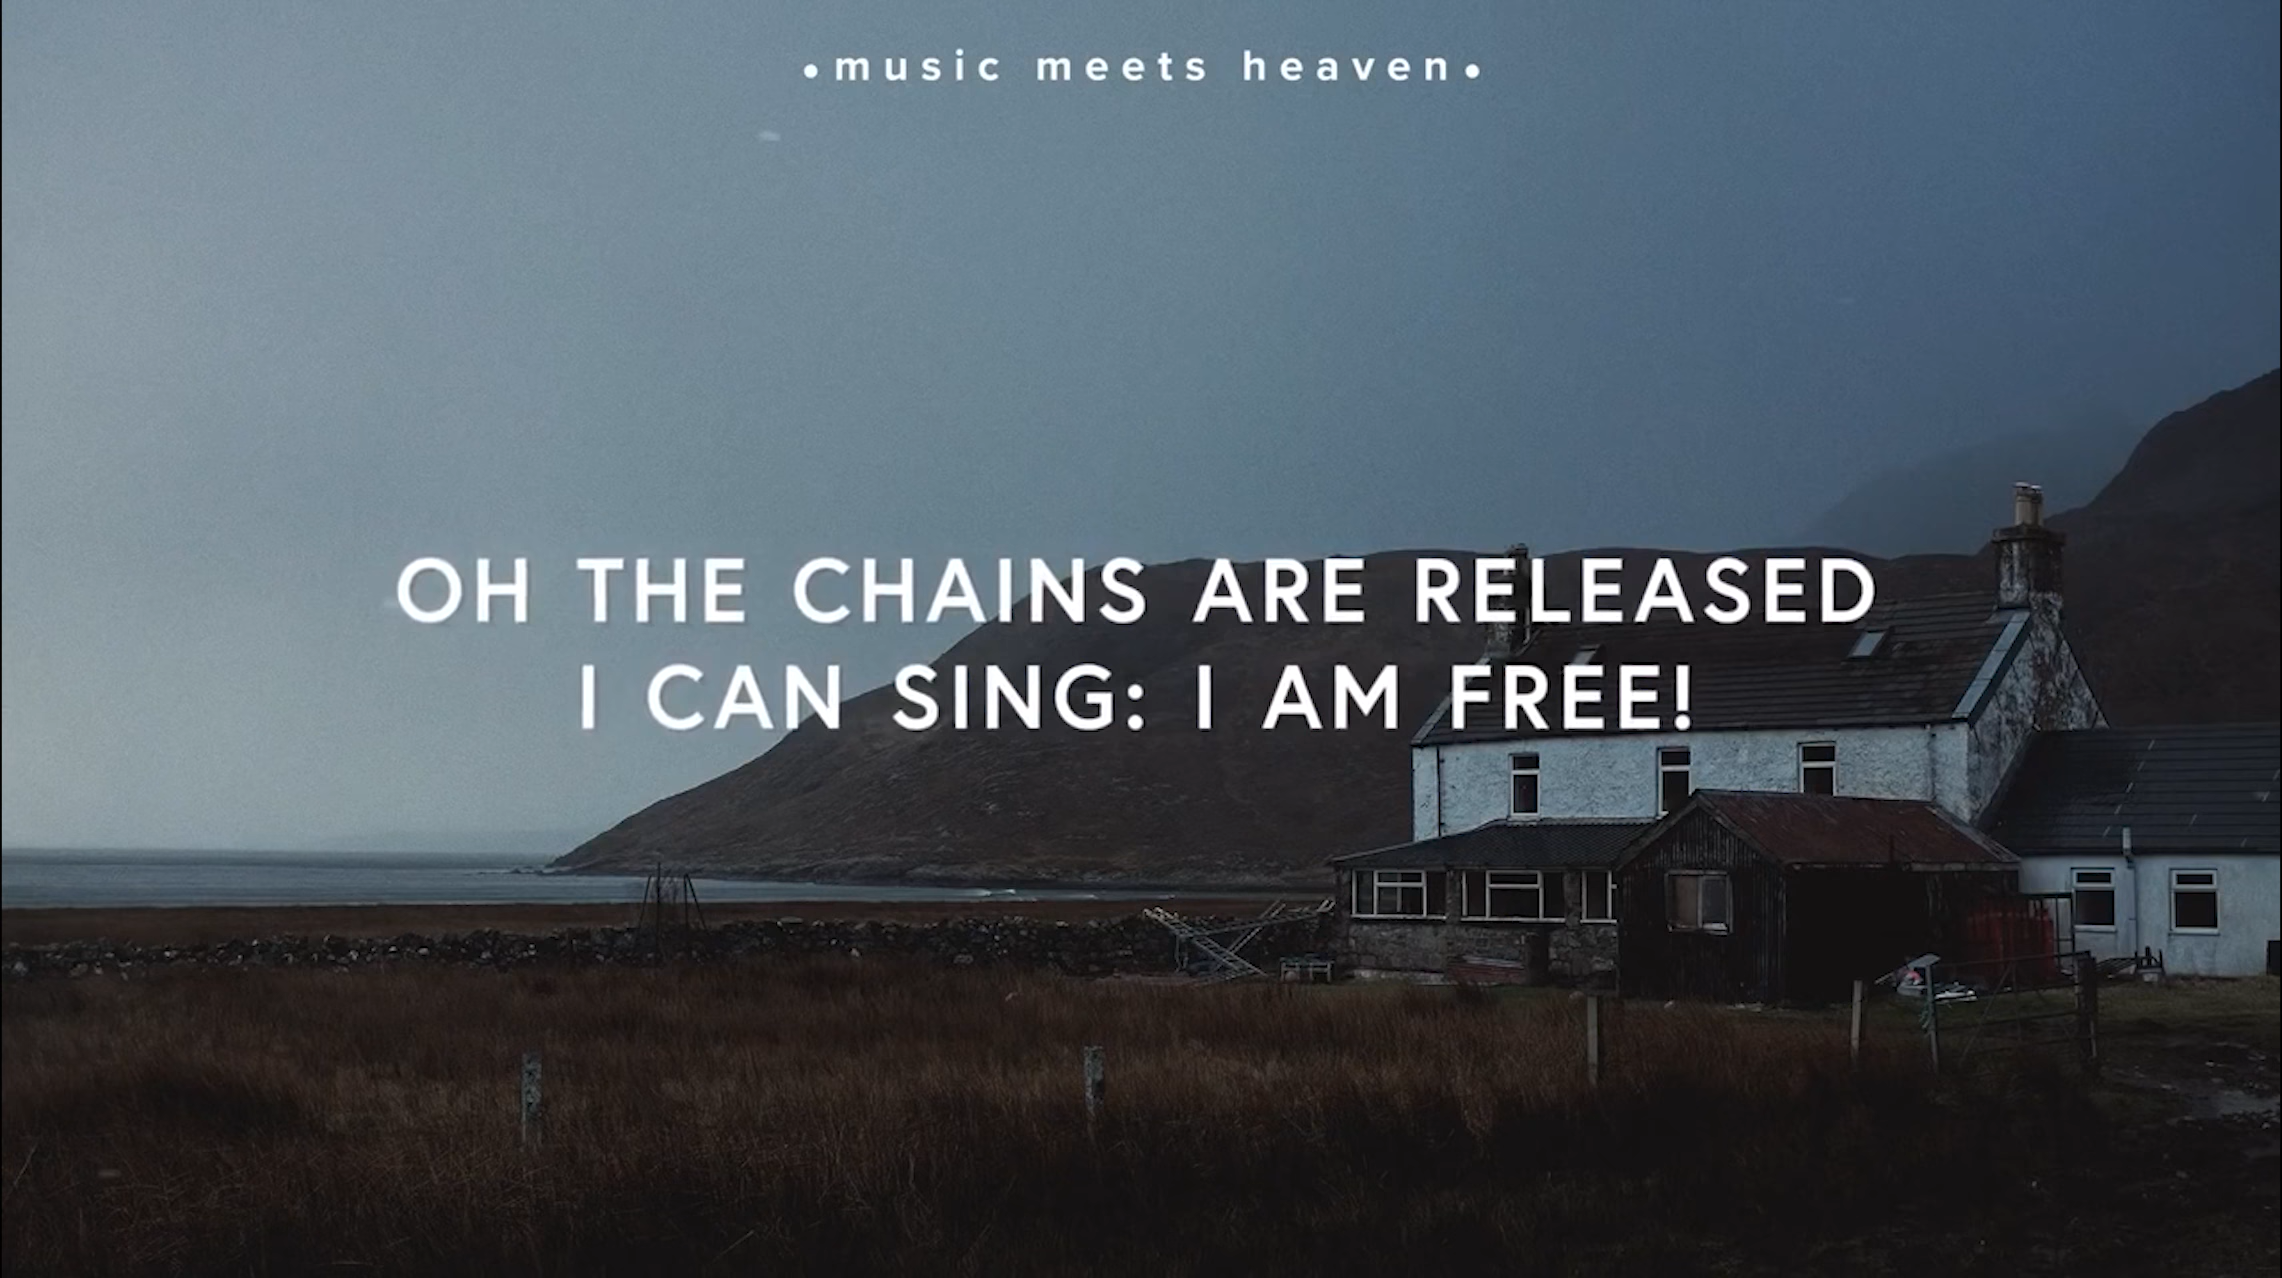 •music meets heaven•
OH THE CHAINS ARE RELEASED
I CAN SING: I AM FREE!